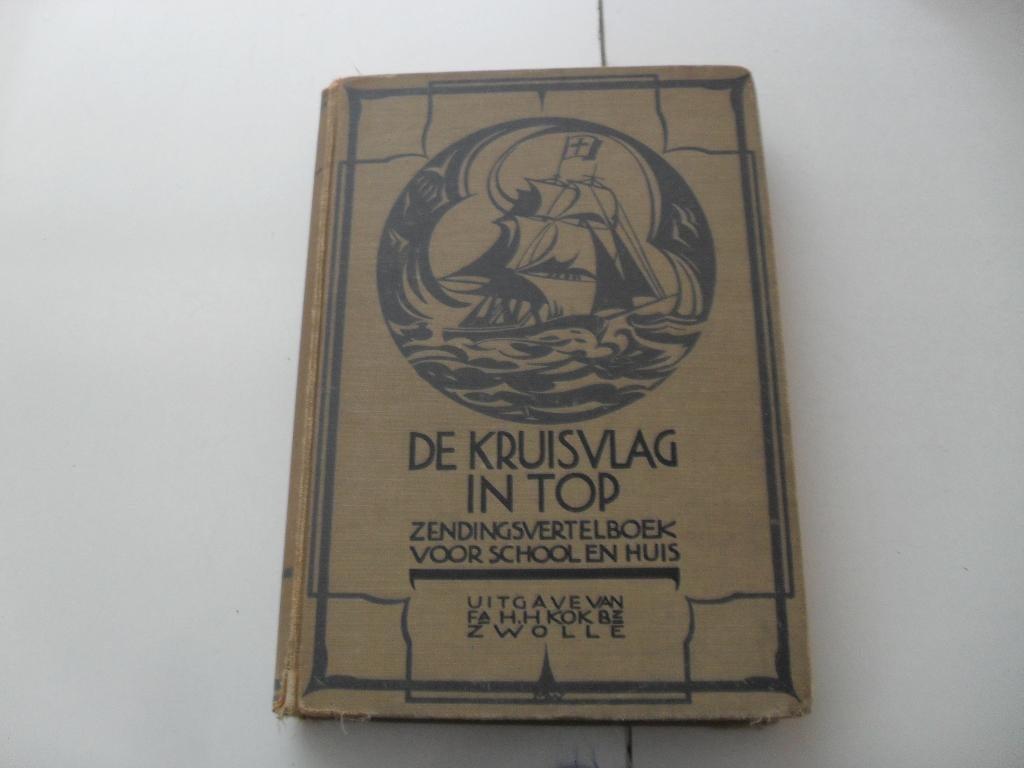 DE KRUISVLAG
IN TOP
ZENDINGSVERTELBOEK
VOOR SCHOOL EN HUIS
UITGAVE VAN
FA H.H KOK BZ
ZWOLLE